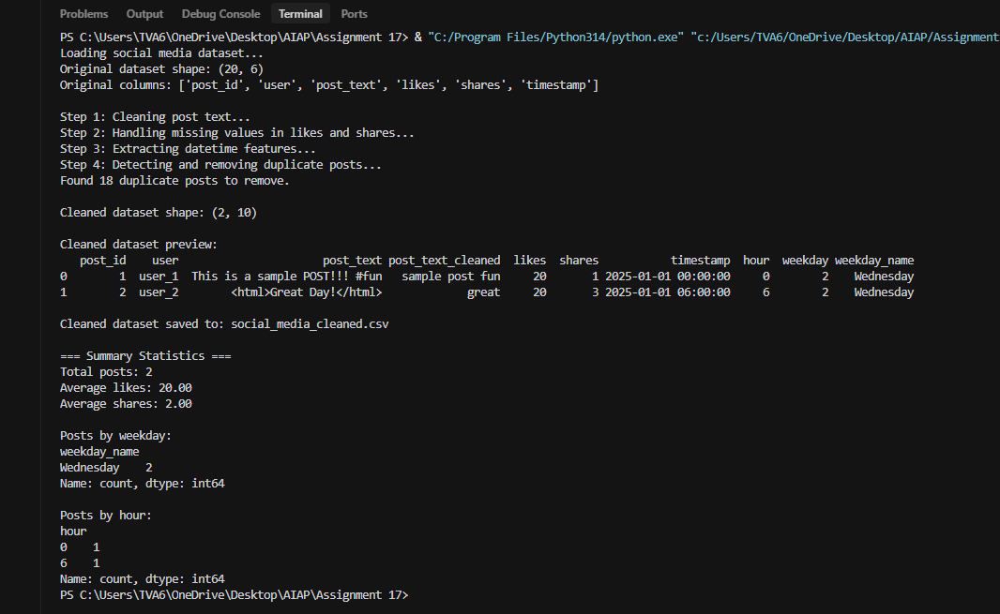 Problems Output Debug Console Terminal Ports
PS C:\Users\TVA6\OneDrive\Desktop\AIAP\Assignment 17> & "C:/Program Files/Python314/python.exe" "c:/Users/TVA6/OneDrive/Desktop/AIAP/Assignment
Loading social media dataset...
Original dataset shape: (20, 6)
Original columns: ['post_id', 'user', 'post_text', 'likes', 'shares', 'timestamp']
Step 1: Cleaning post text...
Step 2: Handling missing values in likes and shares...
Step 3: Extracting datetime features...
Step 4: Detecting and removing duplicate posts...
Found 18 duplicate posts to remove.
Cleaned dataset shape: (2, 10)
Cleaned dataset preview:
post_id user post_text post_text_cleaned likes shares timestamp hour weekday weekday_name
0 1 user_1 This is a sample POST!!! #fun sample post fun 20 1 2025-01-01 00:00:00 0 2 Wednesday
1 2 user_2 <html>Great Day!</html> great 20 3 2025-01-01 06:00:00 6 2 Wednesday
Cleaned dataset saved to: social_media_cleaned.csv
=== Summary Statistics ===
Total posts: 2
Average likes: 20.00
Average shares: 2.00
Posts by weekday:
weekday_name
Wednesday 2
Name: count, dtype: int64
Posts by hour:
hour
0 1
6 1
Name: count, dtype: int64
PS C:\Users\TVA6\OneDrive\Desktop\AIAP\Assignment 17>